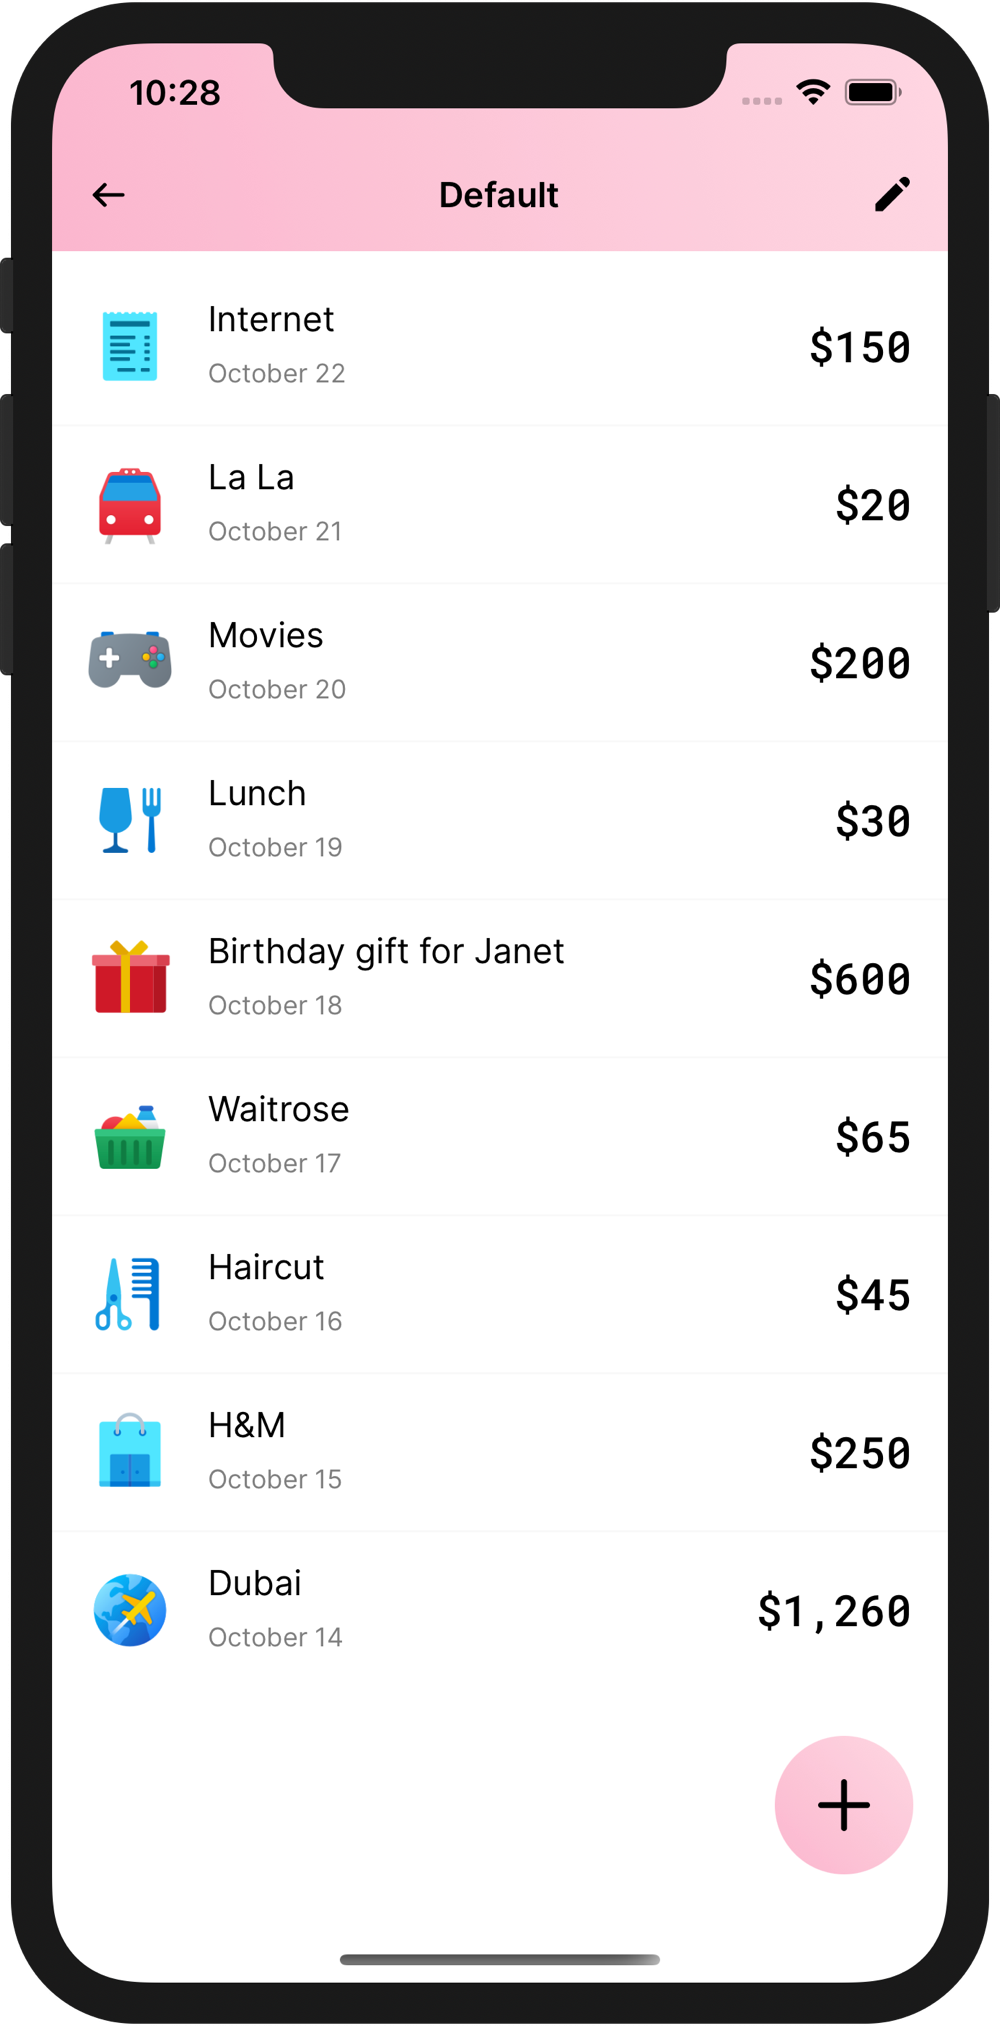 10:28
Default
Internet
October 22
$150
La La
October 21
$20
Movies
October 20
$200
Lunch
October 19
$30
Birthday gift for Janet
October 18
$600
Waitrose
October 17
$65
Haircut
October 16
$45
H&M
October 15
$250
Dubai
October 14
$1,260